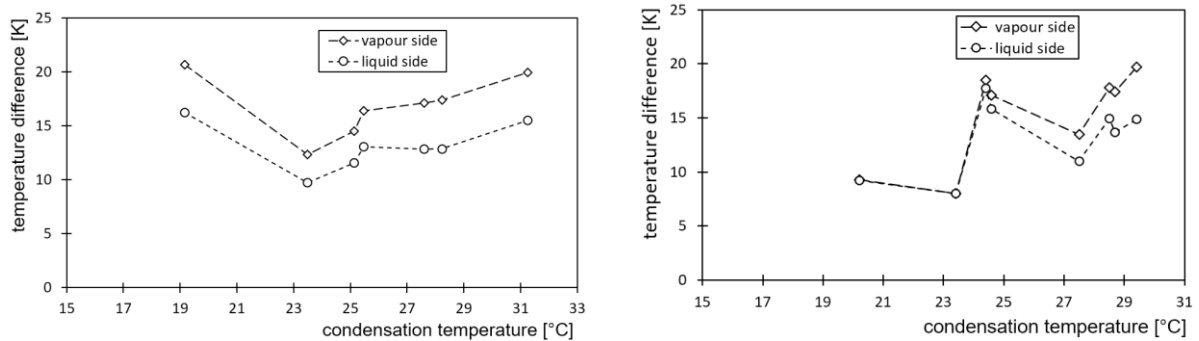 temperature difference [K]
25
20
15
10
5
0
vapour side
liquid side
15 17 19 21 23 25 27 29 31 33
condensation temperature [°C]
temperature difference [K]
25
20
15
10
5
0
vapour side
liquid side
15 17 19 21 23 25 27 29 31
condensation temperature [°C]